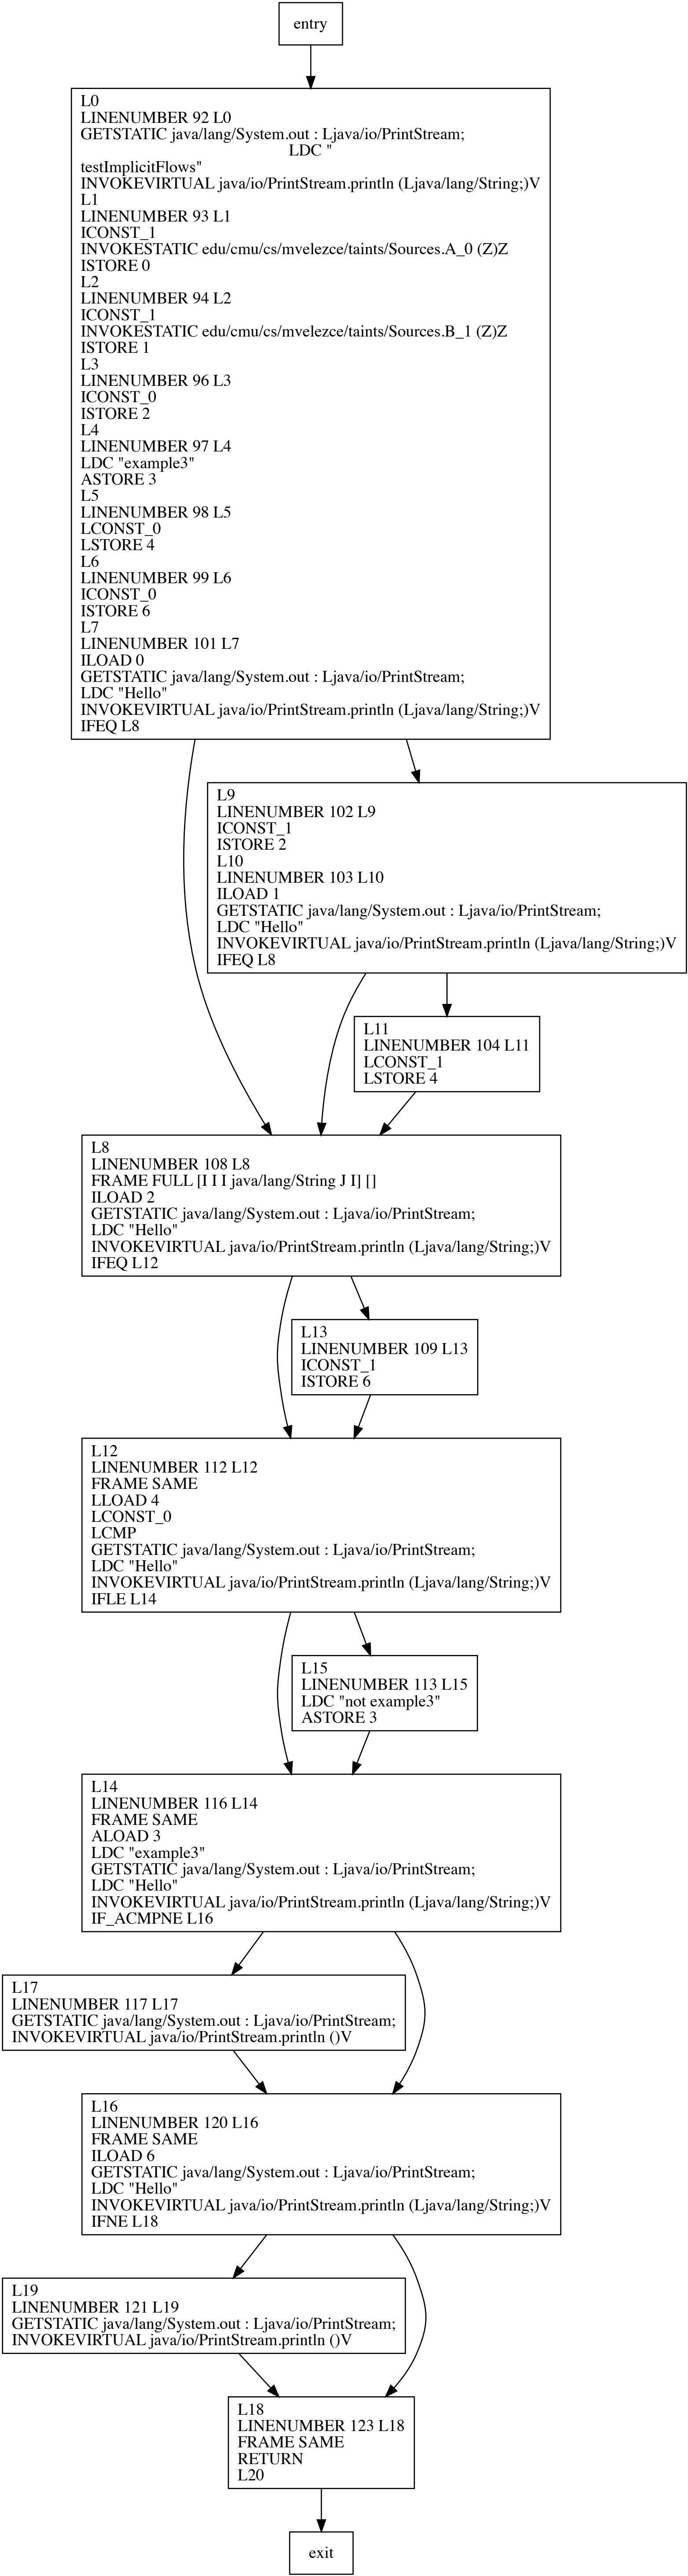 entry
L0
LINENUMBER 92 L0
GETSTATIC java/lang/System.out : Ljava/io/PrintStream;
LDC "
testImplicitFlows"
INVOKEVIRTUAL java/io/PrintStream.println (Ljava/lang/String;)V
L1
LINENUMBER 93 L1
ICONST_1
INVOKESTATIC edu/cmu/cs/mvelezce/taints/Sources.A_0 (Z)Z
ISTORE 0
L2
LINENUMBER 94 L2
ICONST_1
INVOKESTATIC edu/cmu/cs/mvelezce/taints/Sources.B_1 (Z)Z
ISTORE 1
L3
LINENUMBER 96 L3
ICONST_0
ISTORE 2
L4
LINENUMBER 97 L4
LDC "example3"
ASTORE 3
L5
LINENUMBER 98 L5
LCONST_0
LSTORE 4
L6
LINENUMBER 99 L6
ICONST_0
ISTORE 6
L7
LINENUMBER 101 L7
ILOAD 0
GETSTATIC java/lang/System.out : Ljava/io/PrintStream;
LDC "Hello"
INVOKEVIRTUAL java/io/PrintStream.println (Ljava/lang/String;)V
IFEQ L8
L9
LINENUMBER 102 L9
ICONST_1
ISTORE 2
L10
LINENUMBER 103 L10
ILOAD 1
GETSTATIC java/lang/System.out : Ljava/io/PrintStream;
LDC "Hello"
INVOKEVIRTUAL java/io/PrintStream.println (Ljava/lang/String;)V
IFEQ L8
L11
LINENUMBER 104 L11
LCONST_1
LSTORE 4
L8
LINENUMBER 108 L8
FRAME FULL [I I I java/lang/String J I] []
ILOAD 2
GETSTATIC java/lang/System.out : Ljava/io/PrintStream;
LDC "Hello"
INVOKEVIRTUAL java/io/PrintStream.println (Ljava/lang/String;)V
IFEQ L12
L13
LINENUMBER 109 L13
ICONST_1
ISTORE 6
L12
LINENUMBER 112 L12
FRAME SAME
LLOAD 4
LCONST_0
LCMP
GETSTATIC java/lang/System.out : Ljava/io/PrintStream;
LDC "Hello"
INVOKEVIRTUAL java/io/PrintStream.println (Ljava/lang/String;)V
IFLE L14
L15
LINENUMBER 113 L15
LDC "not example3"
ASTORE 3
L14
LINENUMBER 116 L14
FRAME SAME
ALOAD 3
LDC "example3"
GETSTATIC java/lang/System.out : Ljava/io/PrintStream;
LDC "Hello"
INVOKEVIRTUAL java/io/PrintStream.println (Ljava/lang/String;)V
IF_ACMPNE L16
L17
LINENUMBER 117 L17
GETSTATIC java/lang/System.out : Ljava/io/PrintStream;
INVOKEVIRTUAL java/io/PrintStream.println ()V
L16
LINENUMBER 120 L16
FRAME SAME
ILOAD 6
GETSTATIC java/lang/System.out : Ljava/io/PrintStream;
LDC "Hello"
INVOKEVIRTUAL java/io/PrintStream.println (Ljava/lang/String;)V
IFNE L18
L19
LINENUMBER 121 L19
GETSTATIC java/lang/System.out : Ljava/io/PrintStream;
INVOKEVIRTUAL java/io/PrintStream.println ()V
L18
LINENUMBER 123 L18
FRAME SAME
RETURN
L20
exit